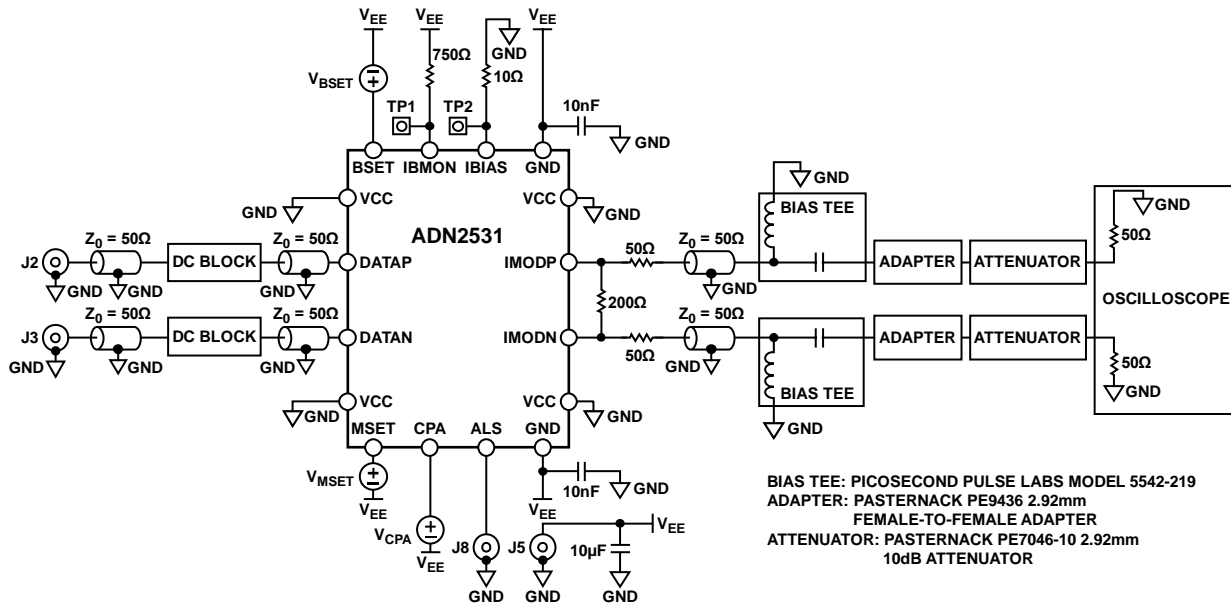 VEE VEE VEE
GND
750Ω
10Ω
VBSET
TP1 TP2 10nF
GND
BSET IBMON IBIAS GND
VCC VCC
GND GND
ADN2531
GND
BIAS TEE
GND
50Ω
Z0 = 50Ω Z0 = 50Ω 50Ω Z0 = 50Ω
J2 DC BLOCK DATAP IMODP ADAPTER ATTENUATOR
GND GND GND GND
200Ω
OSCILLOSCOPE
Z0 = 50Ω Z0 = 50Ω Z0 = 50Ω
J3 DC BLOCK DATAN IMODN ADAPTER ATTENUATOR
GND GND GND 50Ω GND 50Ω
GND
BIAS TEE
GND
VCC VCC
GND GND
MSET CPA ALS GND
VMSET
VEE
10nF
GND
VEE
VCPA
VEE
J8 J5 10µF VEE
GND GND GND
BIAS TEE: PICOSECOND PULSE LABS MODEL 5542-219
ADAPTER: PASTERNACK PE9436 2.92mm
FEMALE-TO-FEMALE ADAPTER
ATTENUATOR: PASTERNACK PE7046-10 2.92mm
10dB ATTENUATOR